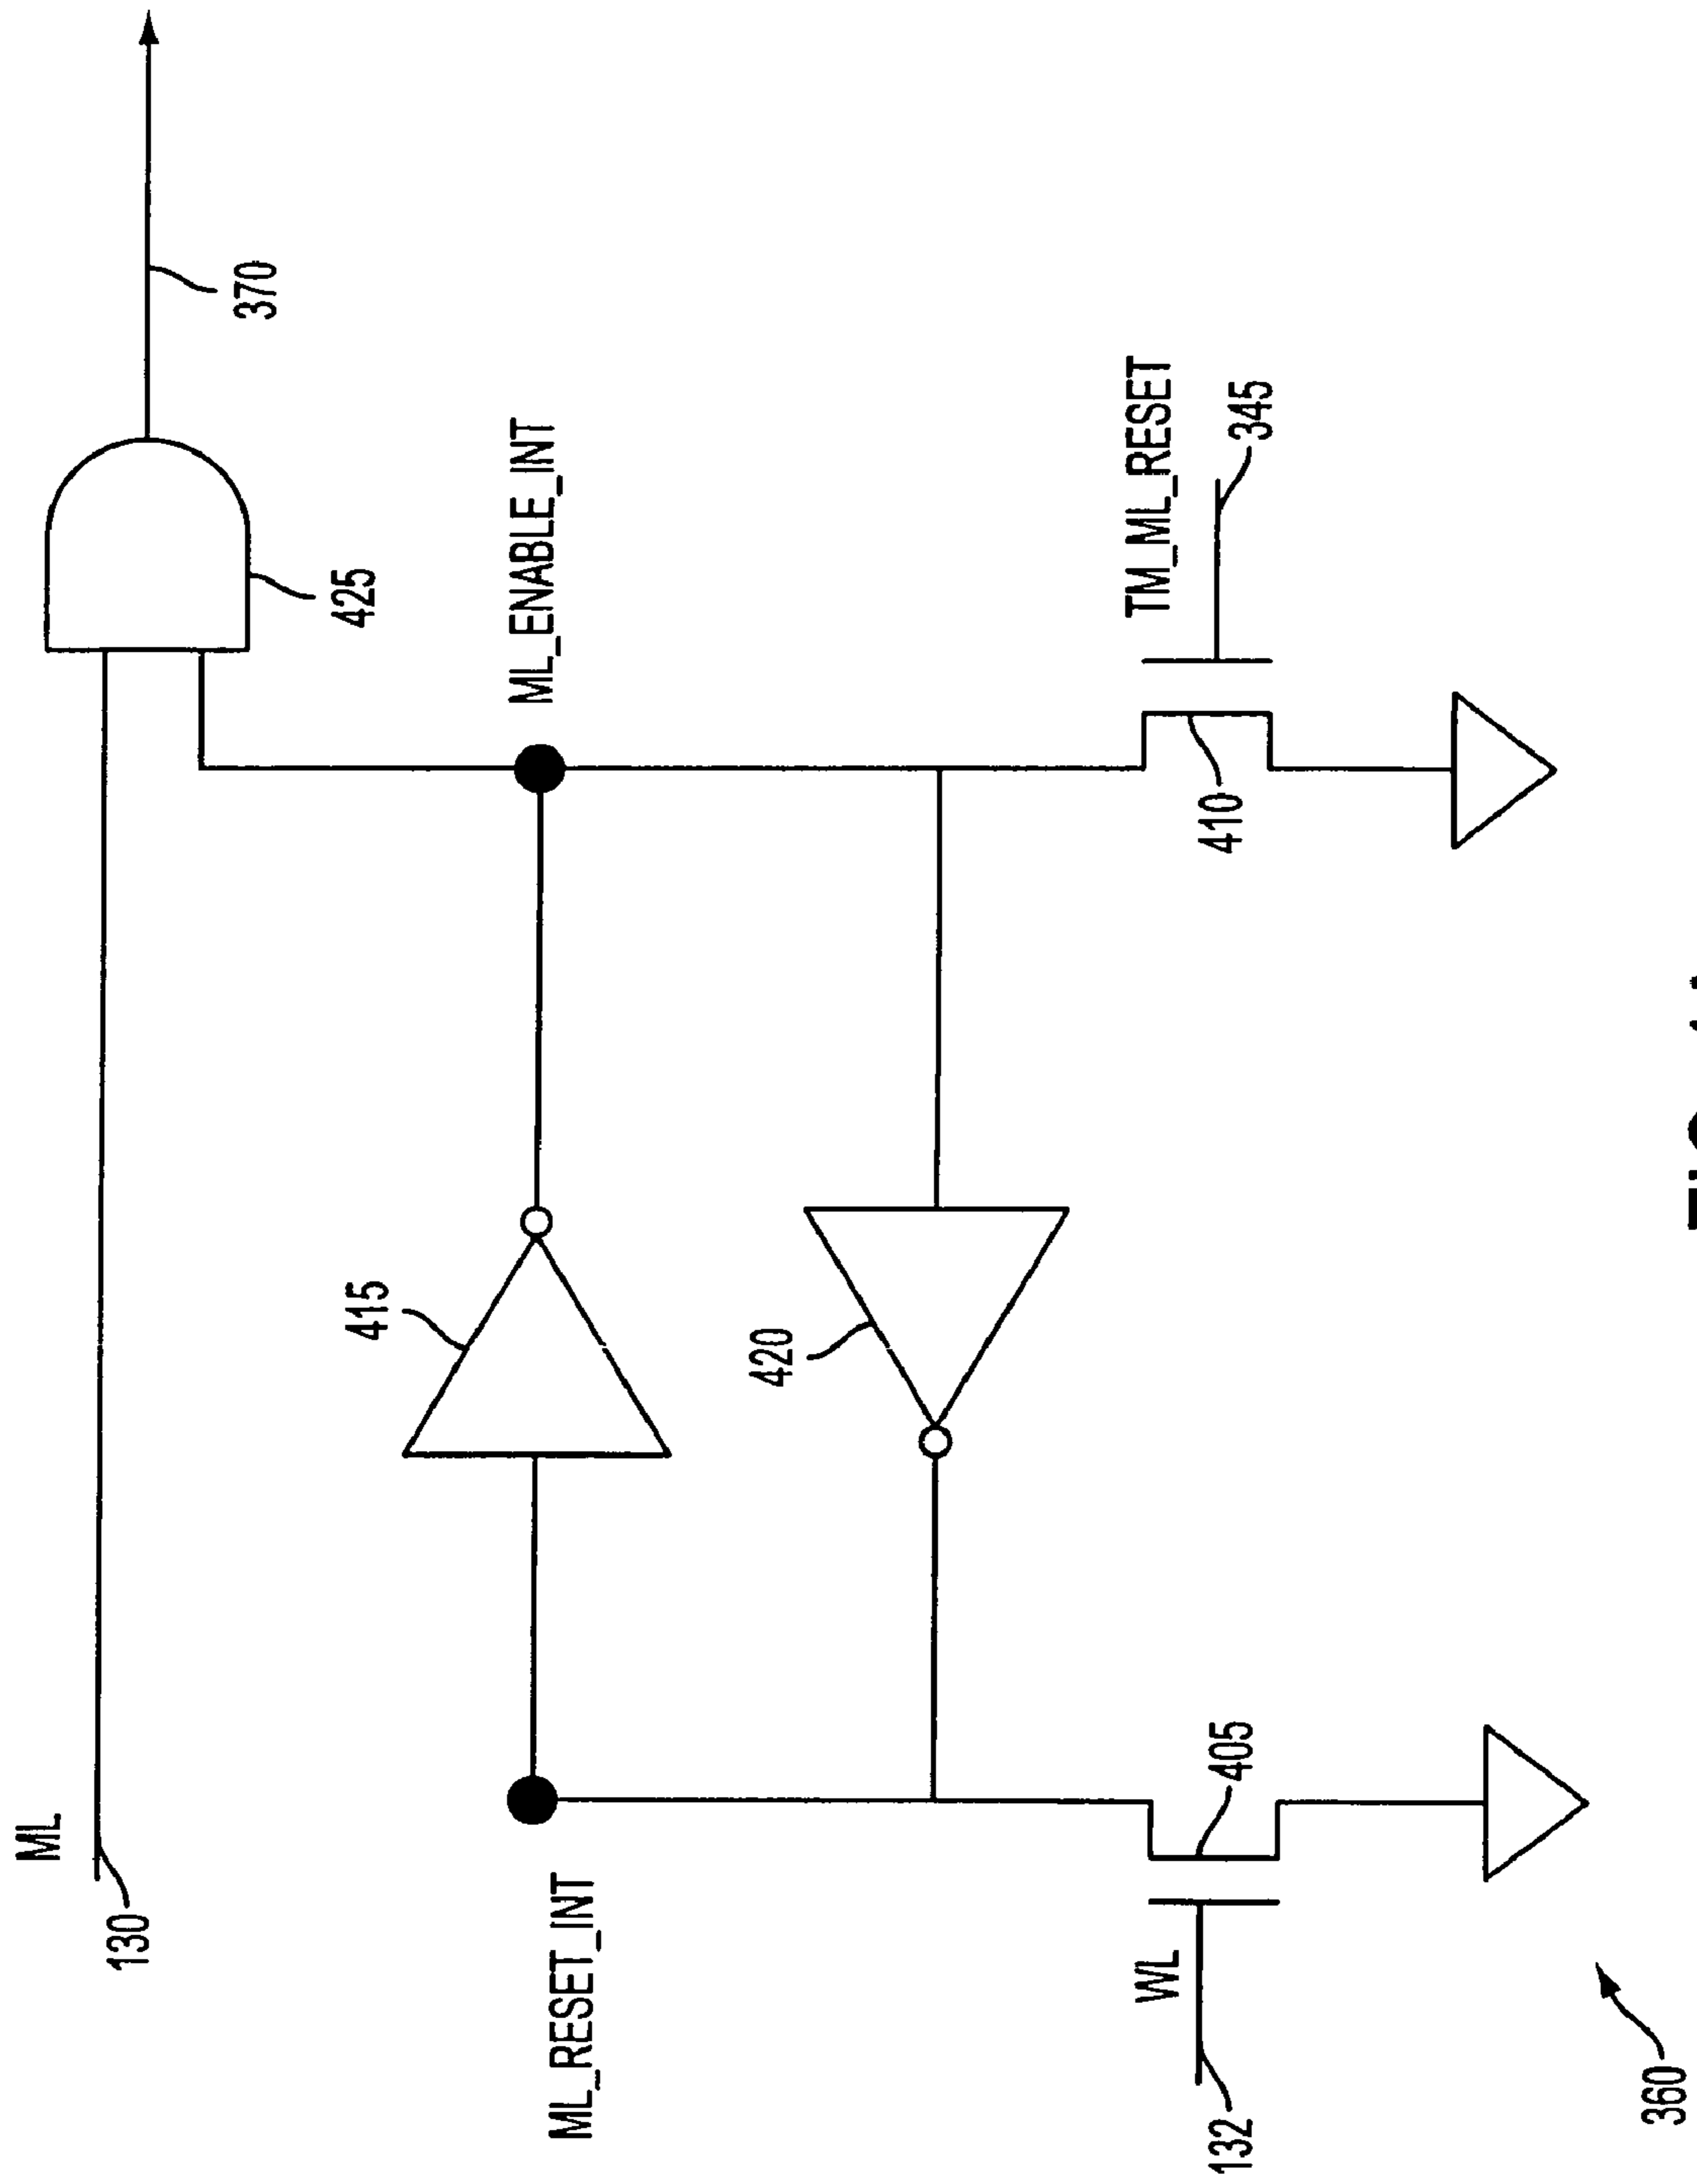 ML
130
370
425
415
ML_RESET_INT
ML_ENABLE_INT
420
WL
TM_ML_RESET
132
405
410
345
360